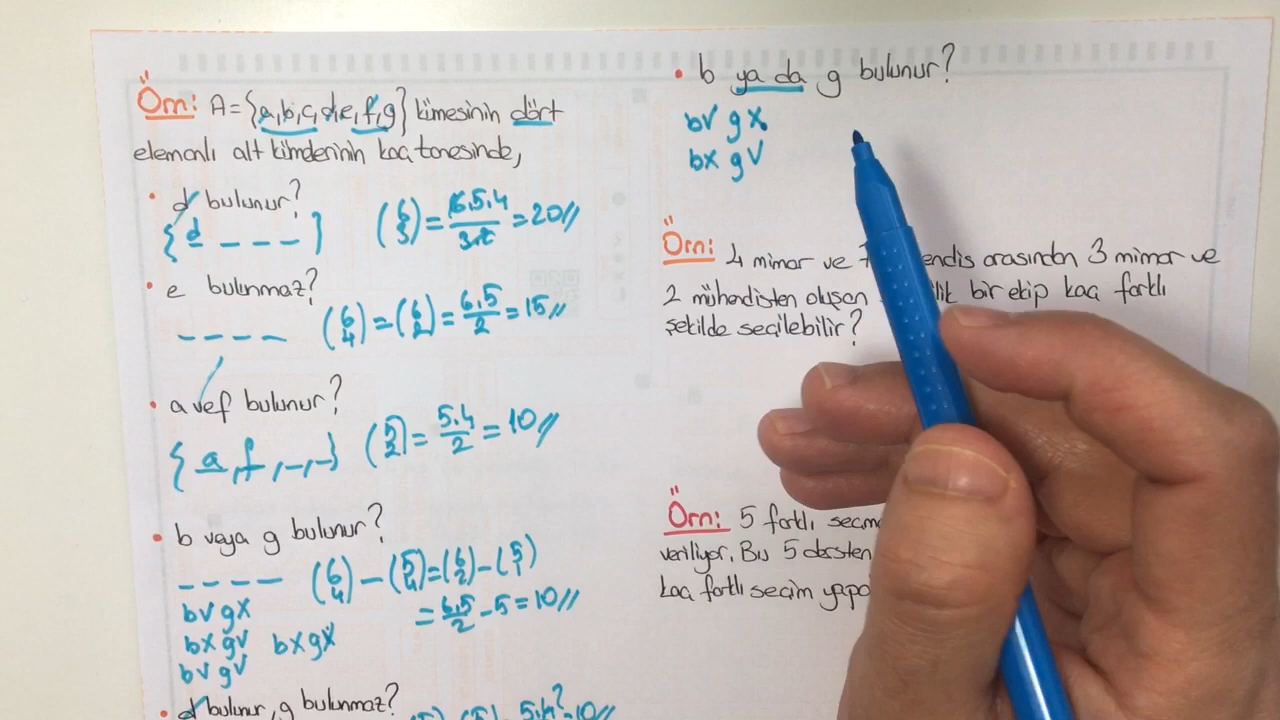 Örn: A={a,b,c,d,e,f,g} kümesinin dört
elemanlı alt kümelerinin kaç tanesinde,
• d bulunur?
{d _ _ _} (6 3) = 6.5.4/3.2 = 20//
• e bulunmaz?
_ _ _ _ (6 4) = (6 2) = 6.5/2 = 15//
• a ve f bulunur?
{a, f, _, _} (5 2) = 5.4/2 = 10//
• b veya g bulunur?
_ _ _ _ (6 4) – (5 4) = (6 2) – (5 1)
= 6.5/2 – 5 = 10//
b✓ g✗
b✗ g✓ b✗ g✗
b✓ g✓
• d bulunur, g bulunmaz?
• b ya da g bulunur?
b✓ g✗
b✗ g✓
Örn: 4 mimar ve 7 arasından 3 mimar ve
2 mühendisten oluşan bir ekip kaç farklı
şekilde seçilebilir?
Örn: 5 farklı
veriliyor. Bu 5 dersten
kaç farklı seçim